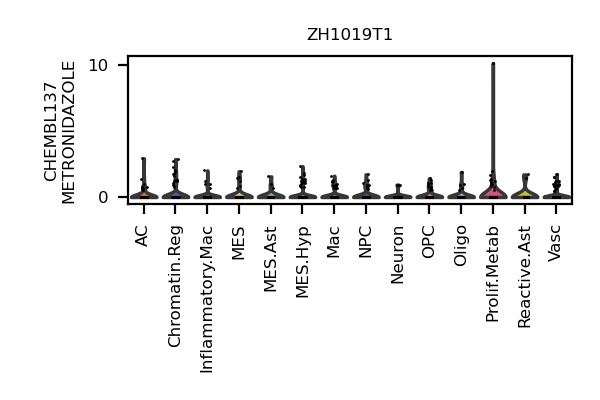 ZH1019T1
CHEMBL137
METRONIDAZOLE
10
0
AC
Chromatin.Reg
Inflammatory.Mac
MES
MES.Ast
MES.Hyp
Mac
NPC
Neuron
OPC
Oligo
Prolif.Metab
Reactive.Ast
Vasc